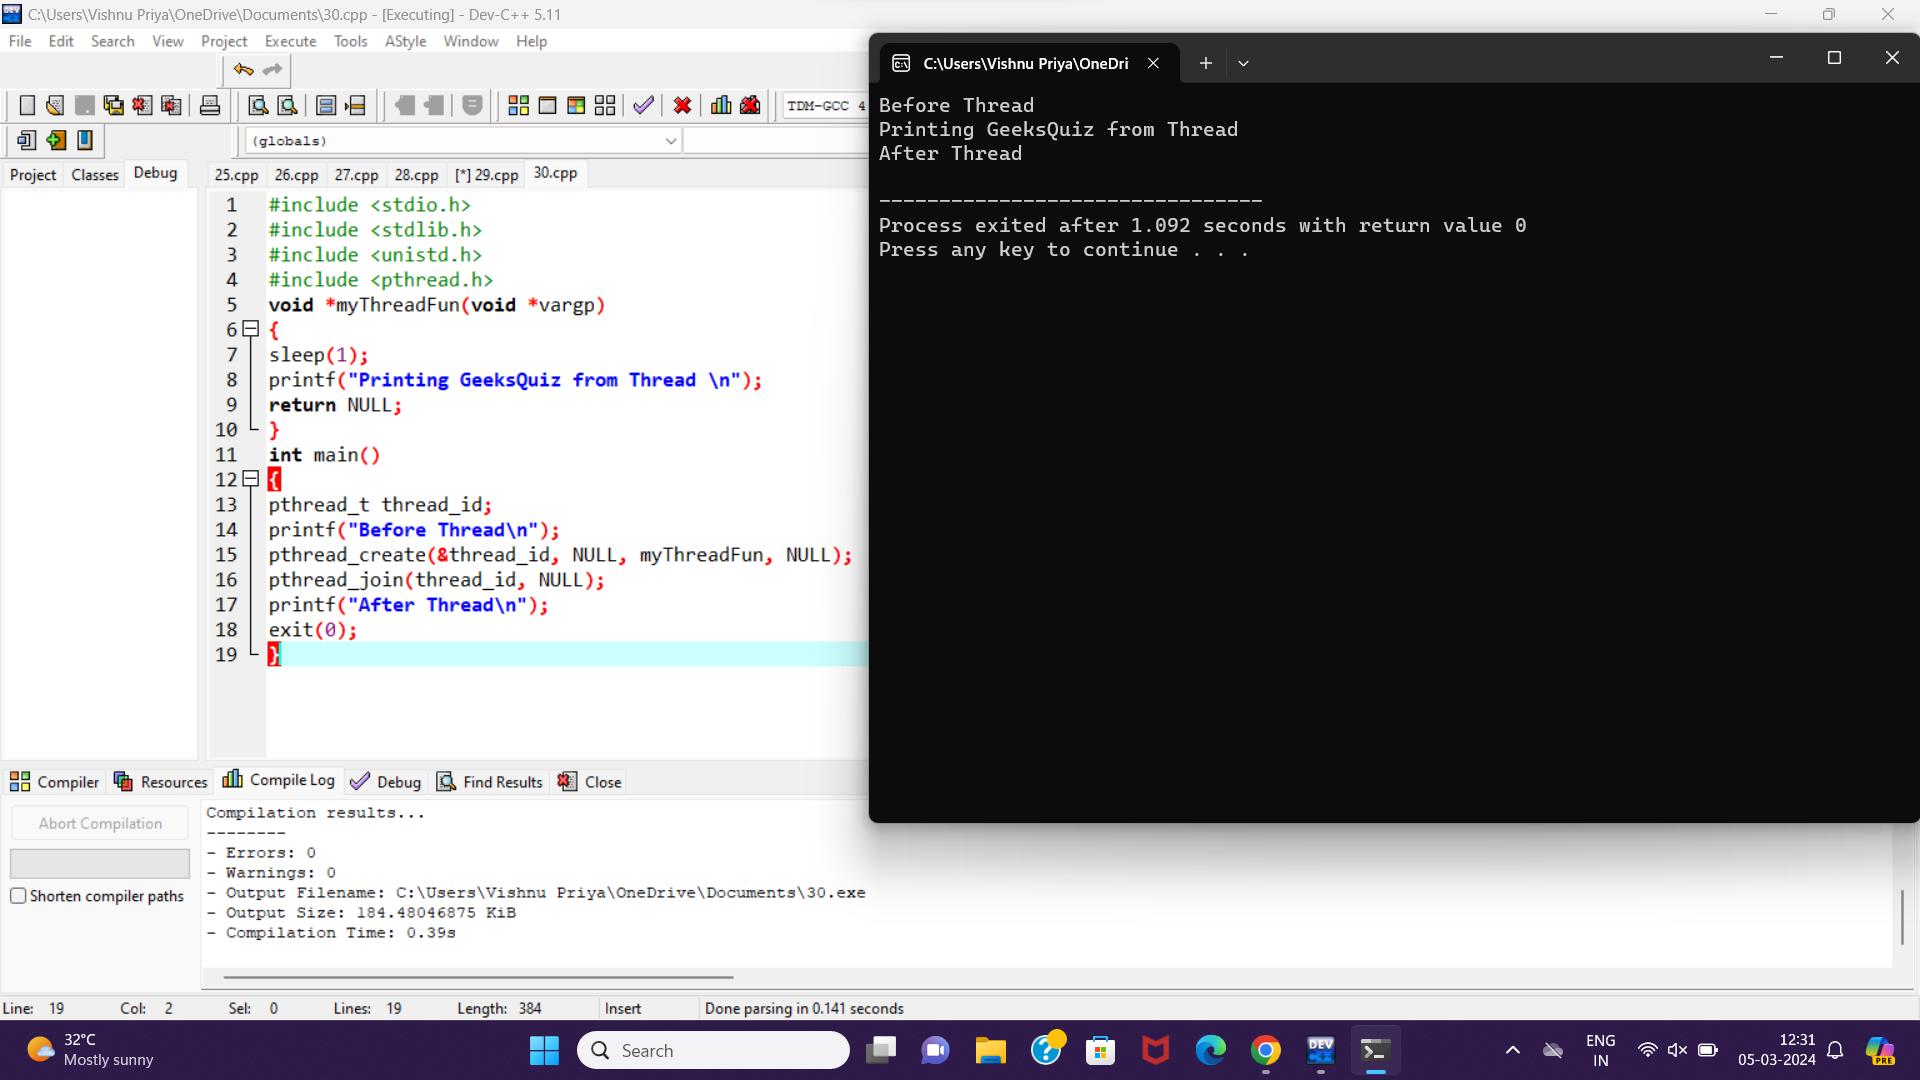 C:\Users\Vishnu Priya\OneDrive\Documents\30.cpp - [Executing] - Dev-C++ 5.11
File Edit Search View Project Execute Tools AStyle Window Help
TDM-GCC 4
(globals)
Project Classes Debug
25.cpp 26.cpp 27.cpp 28.cpp [*] 29.cpp 30.cpp
1 #include <stdio.h>
2 #include <stdlib.h>
3 #include <unistd.h>
4 #include <pthread.h>
5 void *myThreadFun(void *vargp)
6 {
7 sleep(1);
8 printf("Printing GeeksQuiz from Thread \n");
9 return NULL;
10 }
11 int main()
12 {
13 pthread_t thread_id;
14 printf("Before Thread\n");
15 pthread_create(&thread_id, NULL, myThreadFun, NULL);
16 pthread_join(thread_id, NULL);
17 printf("After Thread\n");
18 exit(0);
19 }
C:\Users\Vishnu Priya\OneDri
Before Thread
Printing GeeksQuiz from Thread
After Thread
--------------------------------
Process exited after 1.092 seconds with return value 0
Press any key to continue . . .
Compiler Resources Compile Log Debug Find Results Close
Abort Compilation
Shorten compiler paths
Compilation results...
--------
- Errors: 0
- Warnings: 0
- Output Filename: C:\Users\Vishnu Priya\OneDrive\Documents\30.exe
- Output Size: 184.48046875 KiB
- Compilation Time: 0.39s
Line: 19 Col: 2 Sel: 0 Lines: 19 Length: 384 Insert Done parsing in 0.141 seconds
32°C
Mostly sunny
Search
DEV
ENG
IN
12:31
05-03-2024
PRE